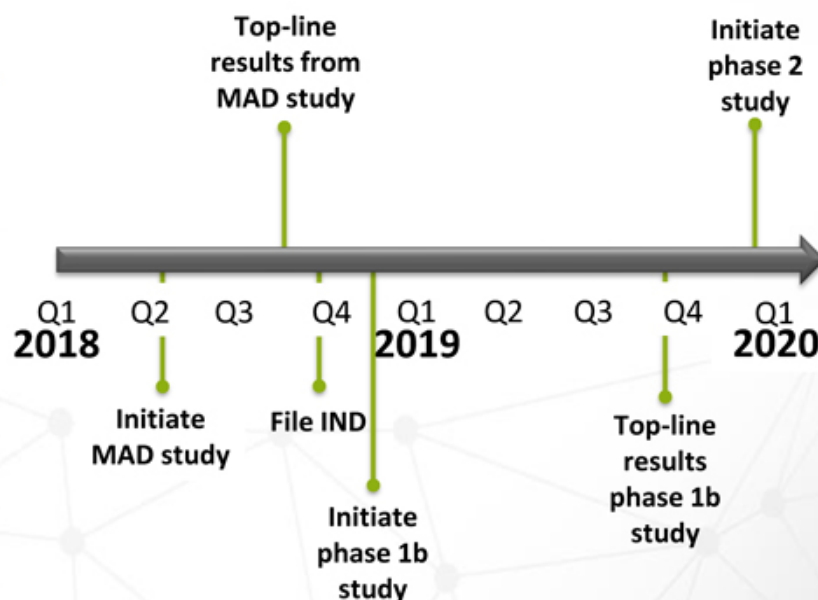 Top-line
results from
MAD study
Initiate
phase 2
study
Q1 Q2 Q3 Q4 Q1 Q2 Q3 Q4 Q1
2018 2019 2020
Initiate
MAD study
File IND
Initiate
phase 1b
study
Top-line
results
phase 1b
study